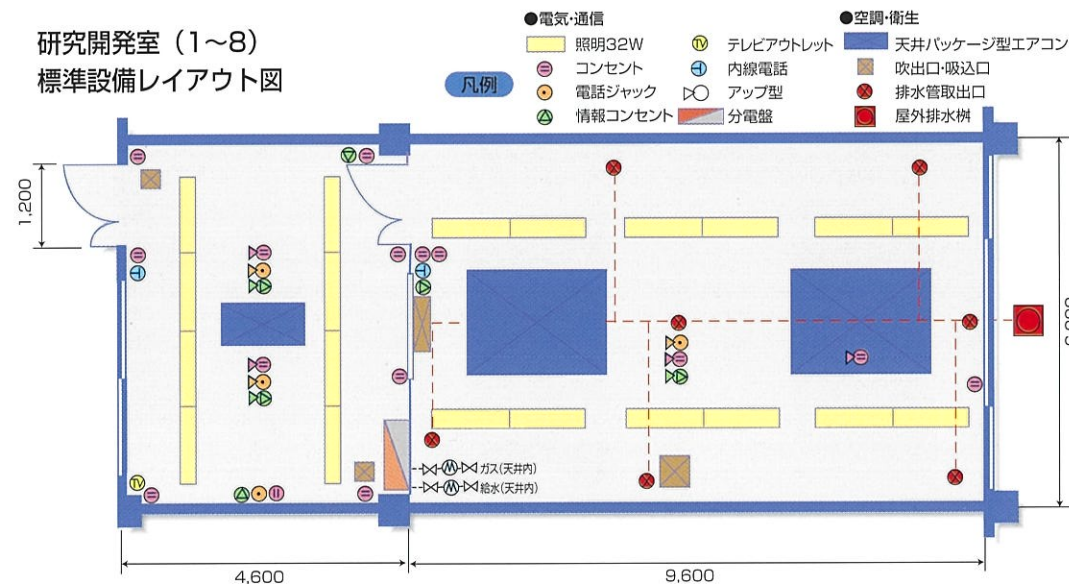 研究開発室（1〜8）
標準設備レイアウト図
凡例
●電気・通信
照明32W
コンセント
電話ジャック
情報コンセント
TV テレビアウトレット
内線電話
アップ型
分電盤
●空調・衛生
天井パッケージ型エアコン
吹出口・吸込口
排水管取出口
屋外排水桝
1,200
TV
M ガス(天井内)
M 給水(天井内)
4,600
9,600